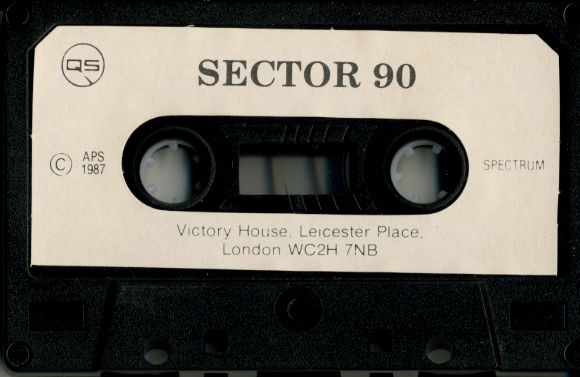 QS
SECTOR 90
© APS
1987
SPECTRUM
Victory House, Leicester Place,
London WC2H 7NB